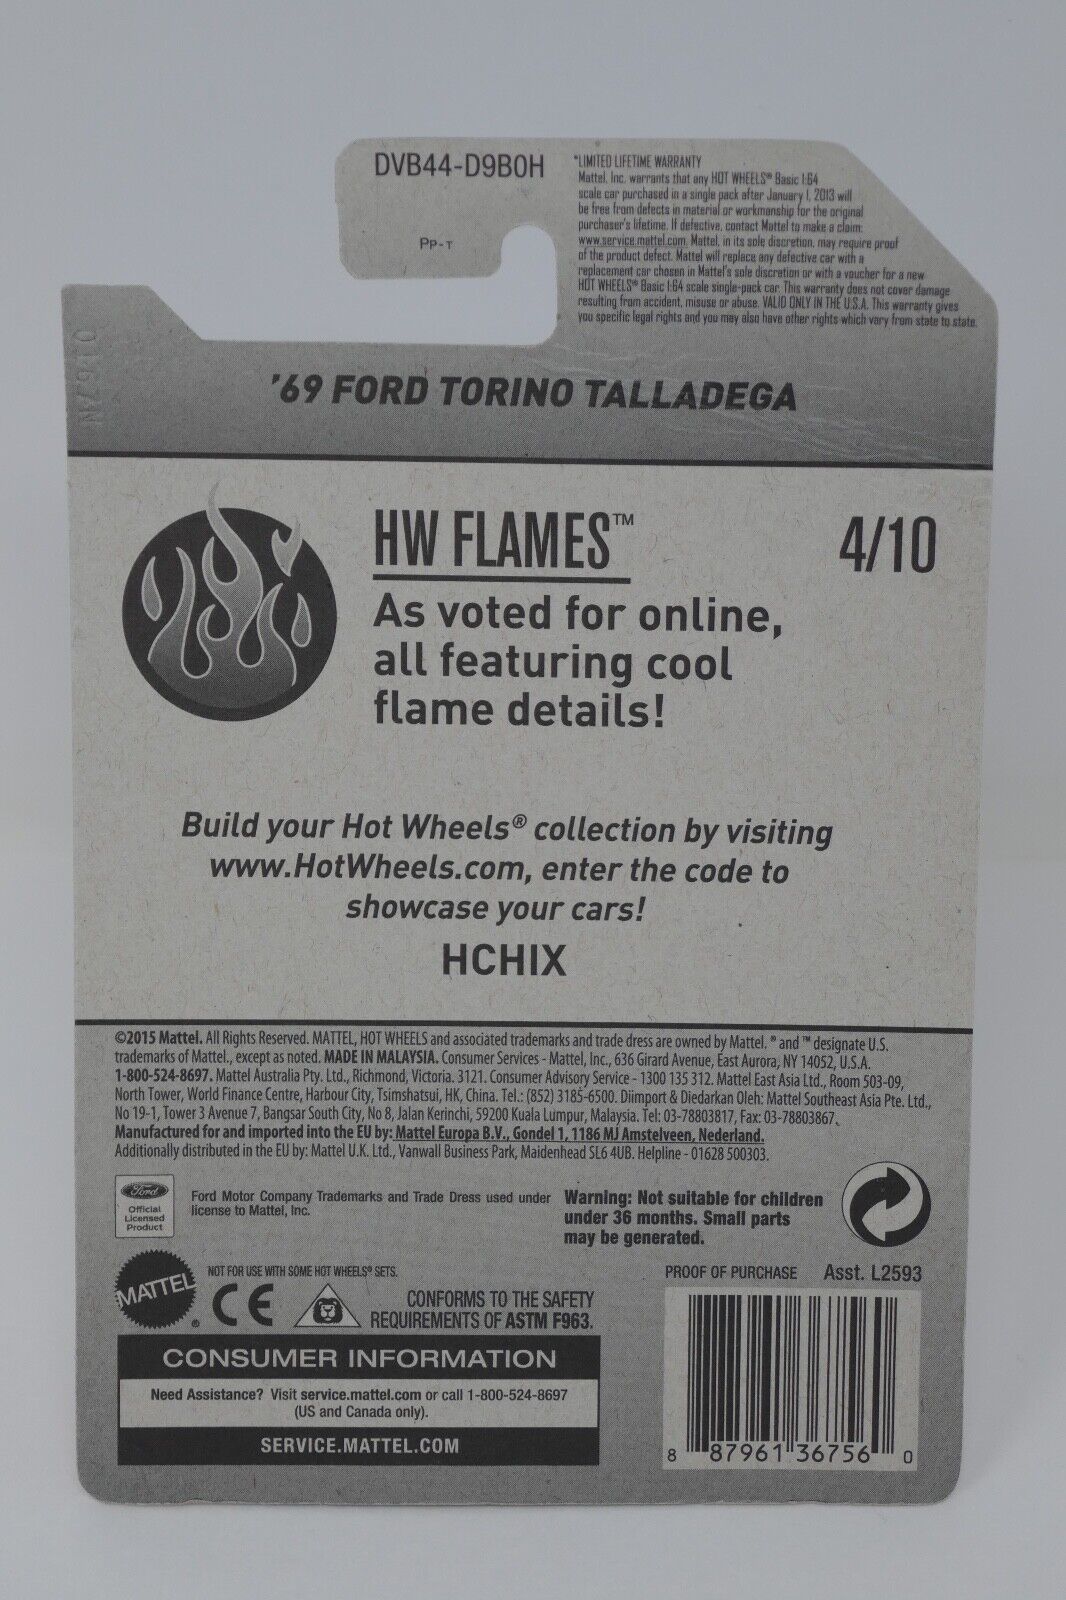 DVB44-D9B0H
Pp-T
*LIMITED LIFETIME WARRANTY
Mattel, Inc. warrants that any HOT WHEELS® Basic 1:64
scale car purchased in a single pack after January 1, 2013 will
be free from defects in material or workmanship for the original
purchaser's lifetime. If defective, contact Mattel to make a claim:
www.service.mattel.com. Mattel, in its sole discretion, may require proof
of the product defect. Mattel will replace any defective car with a
replacement car chosen in Mattel's sole discretion or with a voucher for a new
HOT WHEELS® Basic 1:64 scale single-pack car. This warranty does not cover damage
resulting from accident, misuse or abuse. VALID ONLY IN THE U.S.A. This warranty gives
you specific legal rights and you may also have other rights which vary from state to state.
'69 FORD TORINO TALLADEGA
HW FLAMES™
4/10
As voted for online,
all featuring cool
flame details!
Build your Hot Wheels® collection by visiting
www.HotWheels.com, enter the code to
showcase your cars!
HCHIX
©2015 Mattel. All Rights Reserved. MATTEL, HOT WHEELS and associated trademarks and trade dress are owned by Mattel. ® and ™ designate U.S.
trademarks of Mattel., except as noted. MADE IN MALAYSIA. Consumer Services - Mattel, Inc., 636 Girard Avenue, East Aurora, NY 14052, U.S.A.
1-800-524-8697. Mattel Australia Pty. Ltd., Richmond, Victoria. 3121. Consumer Advisory Service - 1300 135 312. Mattel East Asia Ltd., Room 503-09,
North Tower, World Finance Centre, Harbour City, Tsimshatsui, HK, China. Tel.: (852) 3185-6500. Diimport & Diedarkan Oleh: Mattel Southeast Asia Pte. Ltd.,
No 19-1, Tower 3 Avenue 7, Bangsar South City, No 8, Jalan Kerinchi, 59200 Kuala Lumpur, Malaysia. Tel: 03-78803817, Fax: 03-78803867.
Manufactured for and imported into the EU by: Mattel Europa B.V., Gondel 1, 1186 MJ Amstelveen, Nederland.
Additionally distributed in the EU by: Mattel U.K. Ltd., Vanwall Business Park, Maidenhead SL6 4UB. Helpline - 01628 500303.
Ford
Official
Licensed
Product
Ford Motor Company Trademarks and Trade Dress used under
license to Mattel, Inc.
Warning: Not suitable for children
under 36 months. Small parts
may be generated.
MATTEL®
NOT FOR USE WITH SOME HOT WHEELS® SETS.
CE
CONFORMS TO THE SAFETY
REQUIREMENTS OF ASTM F963.
PROOF OF PURCHASE Asst. L2593
CONSUMER INFORMATION
Need Assistance? Visit service.mattel.com or call 1-800-524-8697
(US and Canada only).
SERVICE.MATTEL.COM
8 87961 36756 0